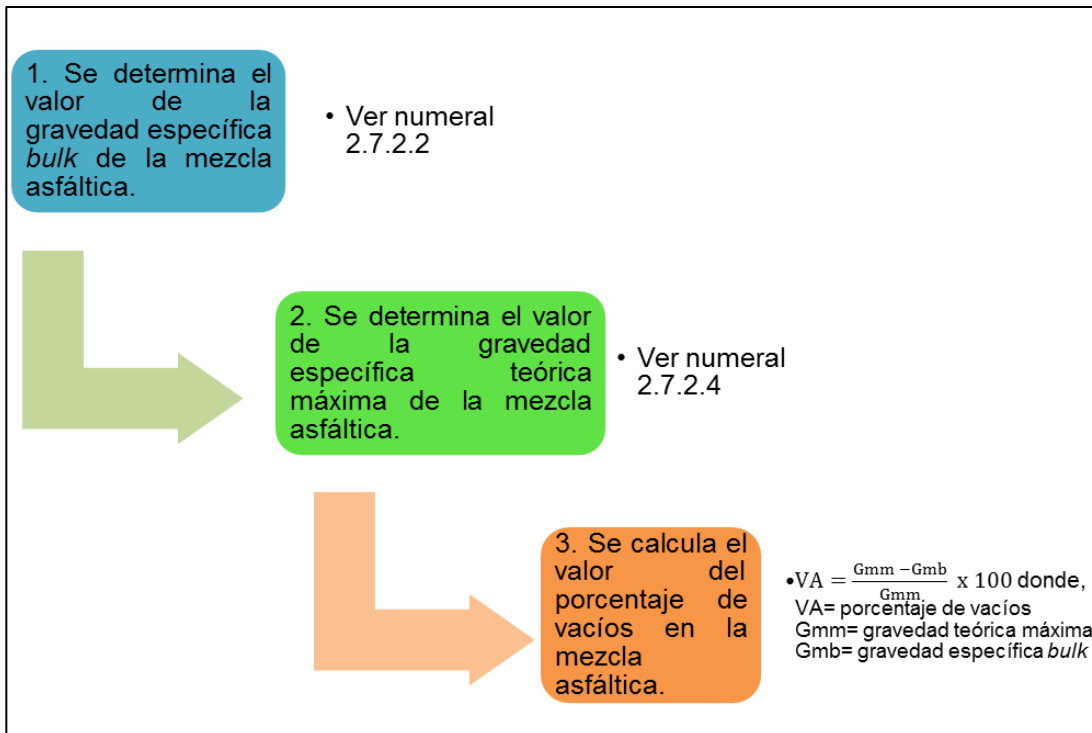 1. Se determina el
valor de la
gravedad específica
bulk de la mezcla
asfáltica.
• Ver numeral
2.7.2.2
2. Se determina el valor
de la gravedad
específica teórica
máxima de la mezcla
asfáltica.
• Ver numeral
2.7.2.4
3. Se calcula el
valor del
porcentaje de
vacíos en la
mezcla
asfáltica.
•VA = (Gmm −Gmb)/Gmm x 100 donde,
VA= porcentaje de vacíos
Gmm= gravedad teórica máxima
Gmb= gravedad específica bulk